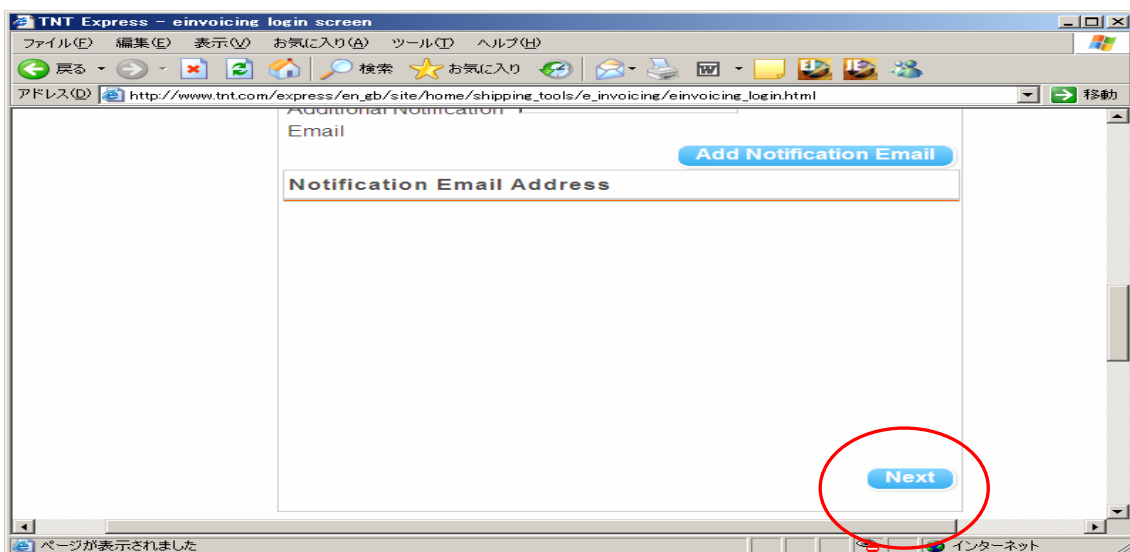 TNT Express - einvoicing login screen
ファイル(F) 編集(E) 表示(V) お気に入り(A) ツール(T) ヘルプ(H)
戻る 検索 お気に入り
アドレス(D) http://www.tnt.com/express/en_gb/site/home/shipping_tools/e_invoicing/einvoicing_login.html 移動
Additional Notification
Email
Add Notification Email
Notification Email Address
Next
ページが表示されました インターネット